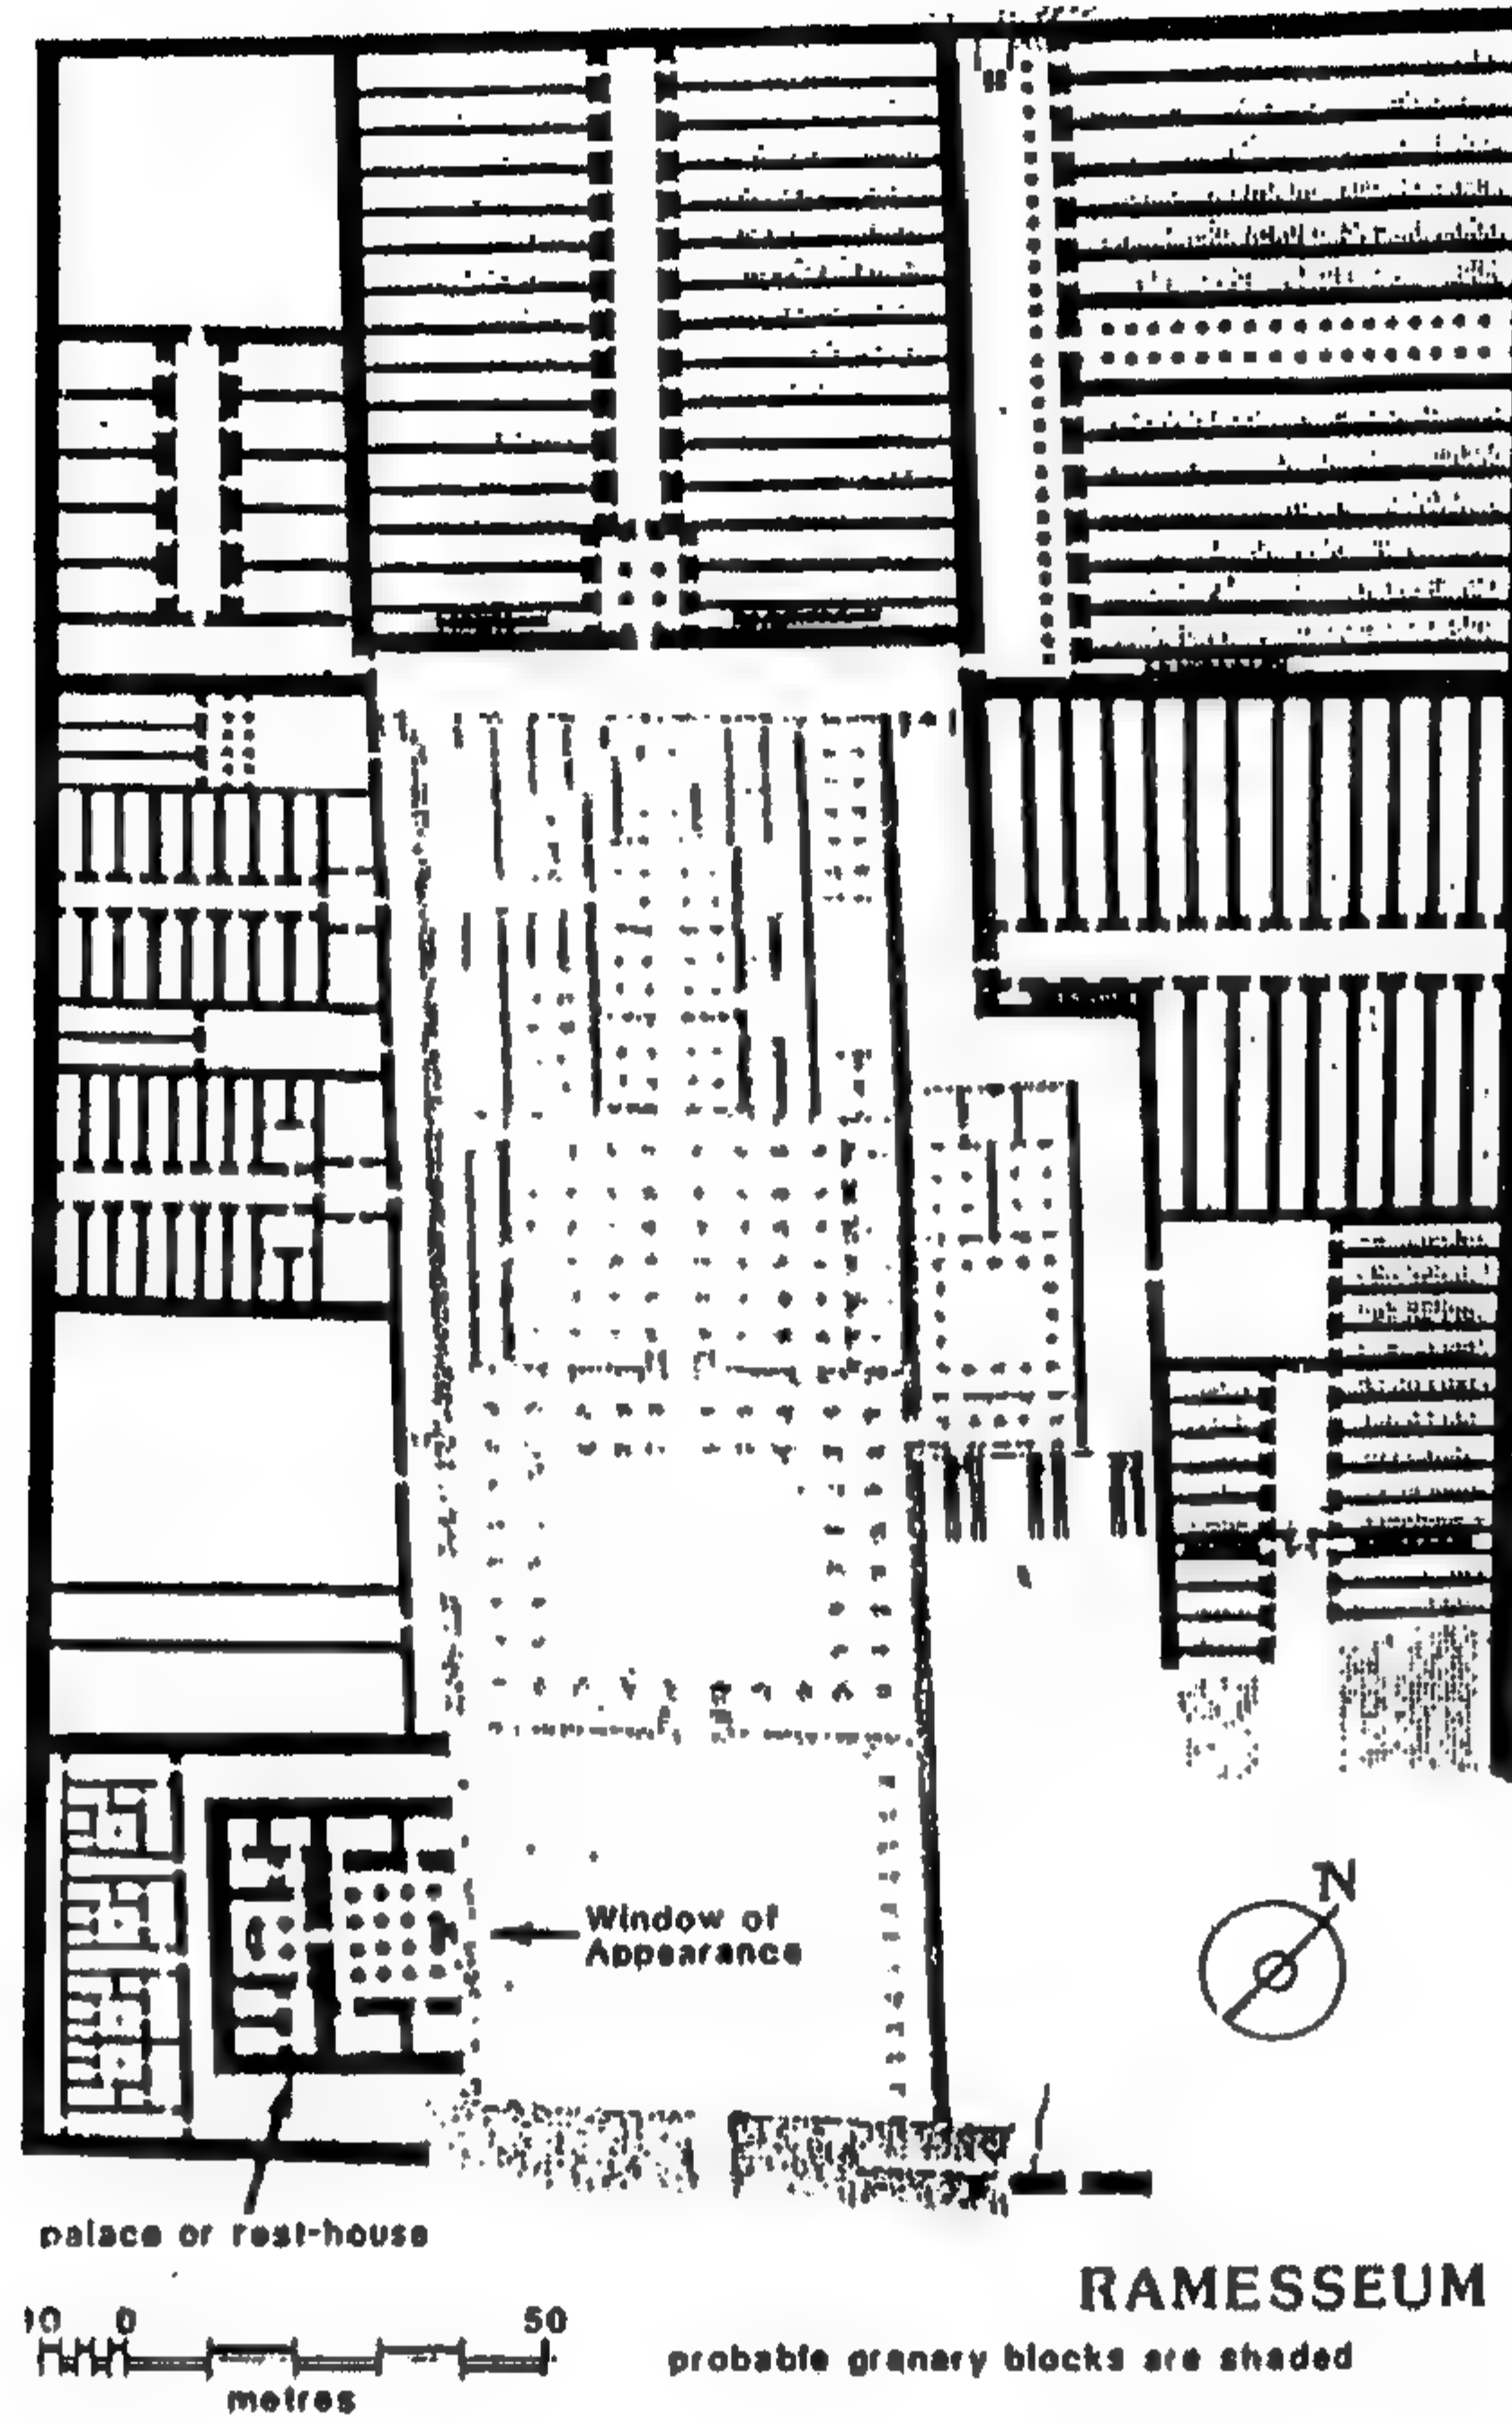 N
Window of
Appearance
palace or rest-house
RAMESSEUM
10 0 50
probable granary blocks are shaded
metres